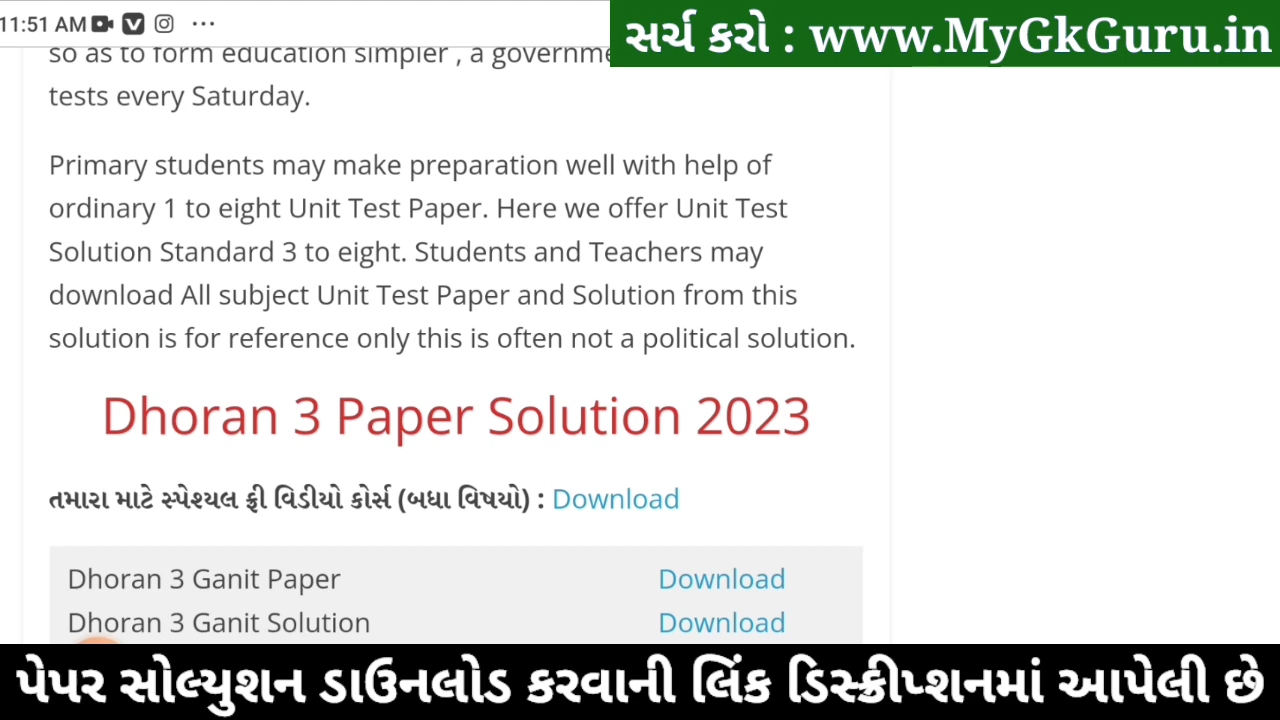 11:51 AM ...
સર્ચ કરો : www.MyGkGuru.in
so as to form education simpler , a governme
tests every Saturday.
Primary students may make preparation well with help of
ordinary 1 to eight Unit Test Paper. Here we offer Unit Test
Solution Standard 3 to eight. Students and Teachers may
download All subject Unit Test Paper and Solution from this
solution is for reference only this is often not a political solution.
Dhoran 3 Paper Solution 2023
તમારા માટે સ્પેશ્યલ ફ્રી વિડીયો કોર્સ (બધા વિષયો) : Download
Dhoran 3 Ganit Paper Download
Dhoran 3 Ganit Solution Download
પેપર સોલ્યુશન ડાઉનલોડ કરવાની લિંક ડિસ્ક્રીપ્શનમાં આપેલી છે